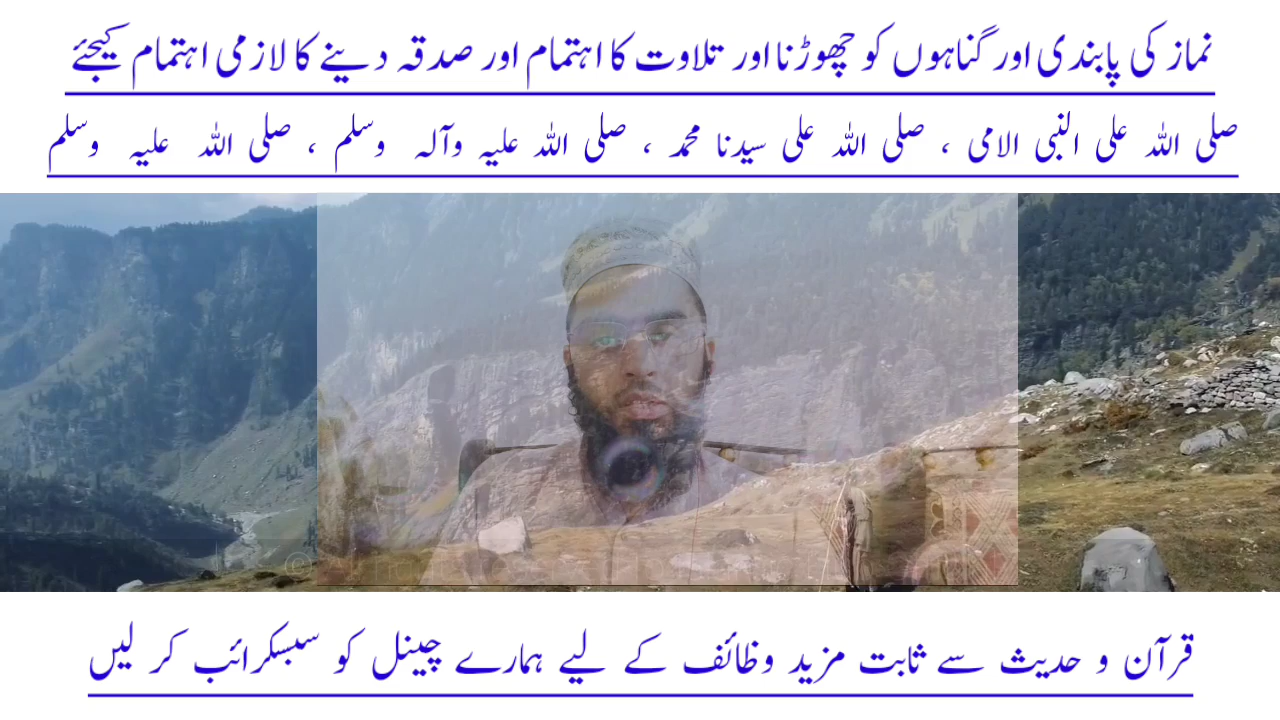 نماز کی پابندی اور گناہوں کو چھوڑنا اور تلاوت کا اہتمام اور صدقہ دینے کا لازمی اہتمام کیجئے
صلی اللہ علی النبی الامی ، صلی اللہ علی سیدنا محمد ، صلی اللہ علیہ وآلہ وسلم ، صلی اللہ علیہ وسلم
قرآن و حدیث سے ثابت مزید وظائف کے لیے ہمارے چینل کو سبسکرائب کر لیں